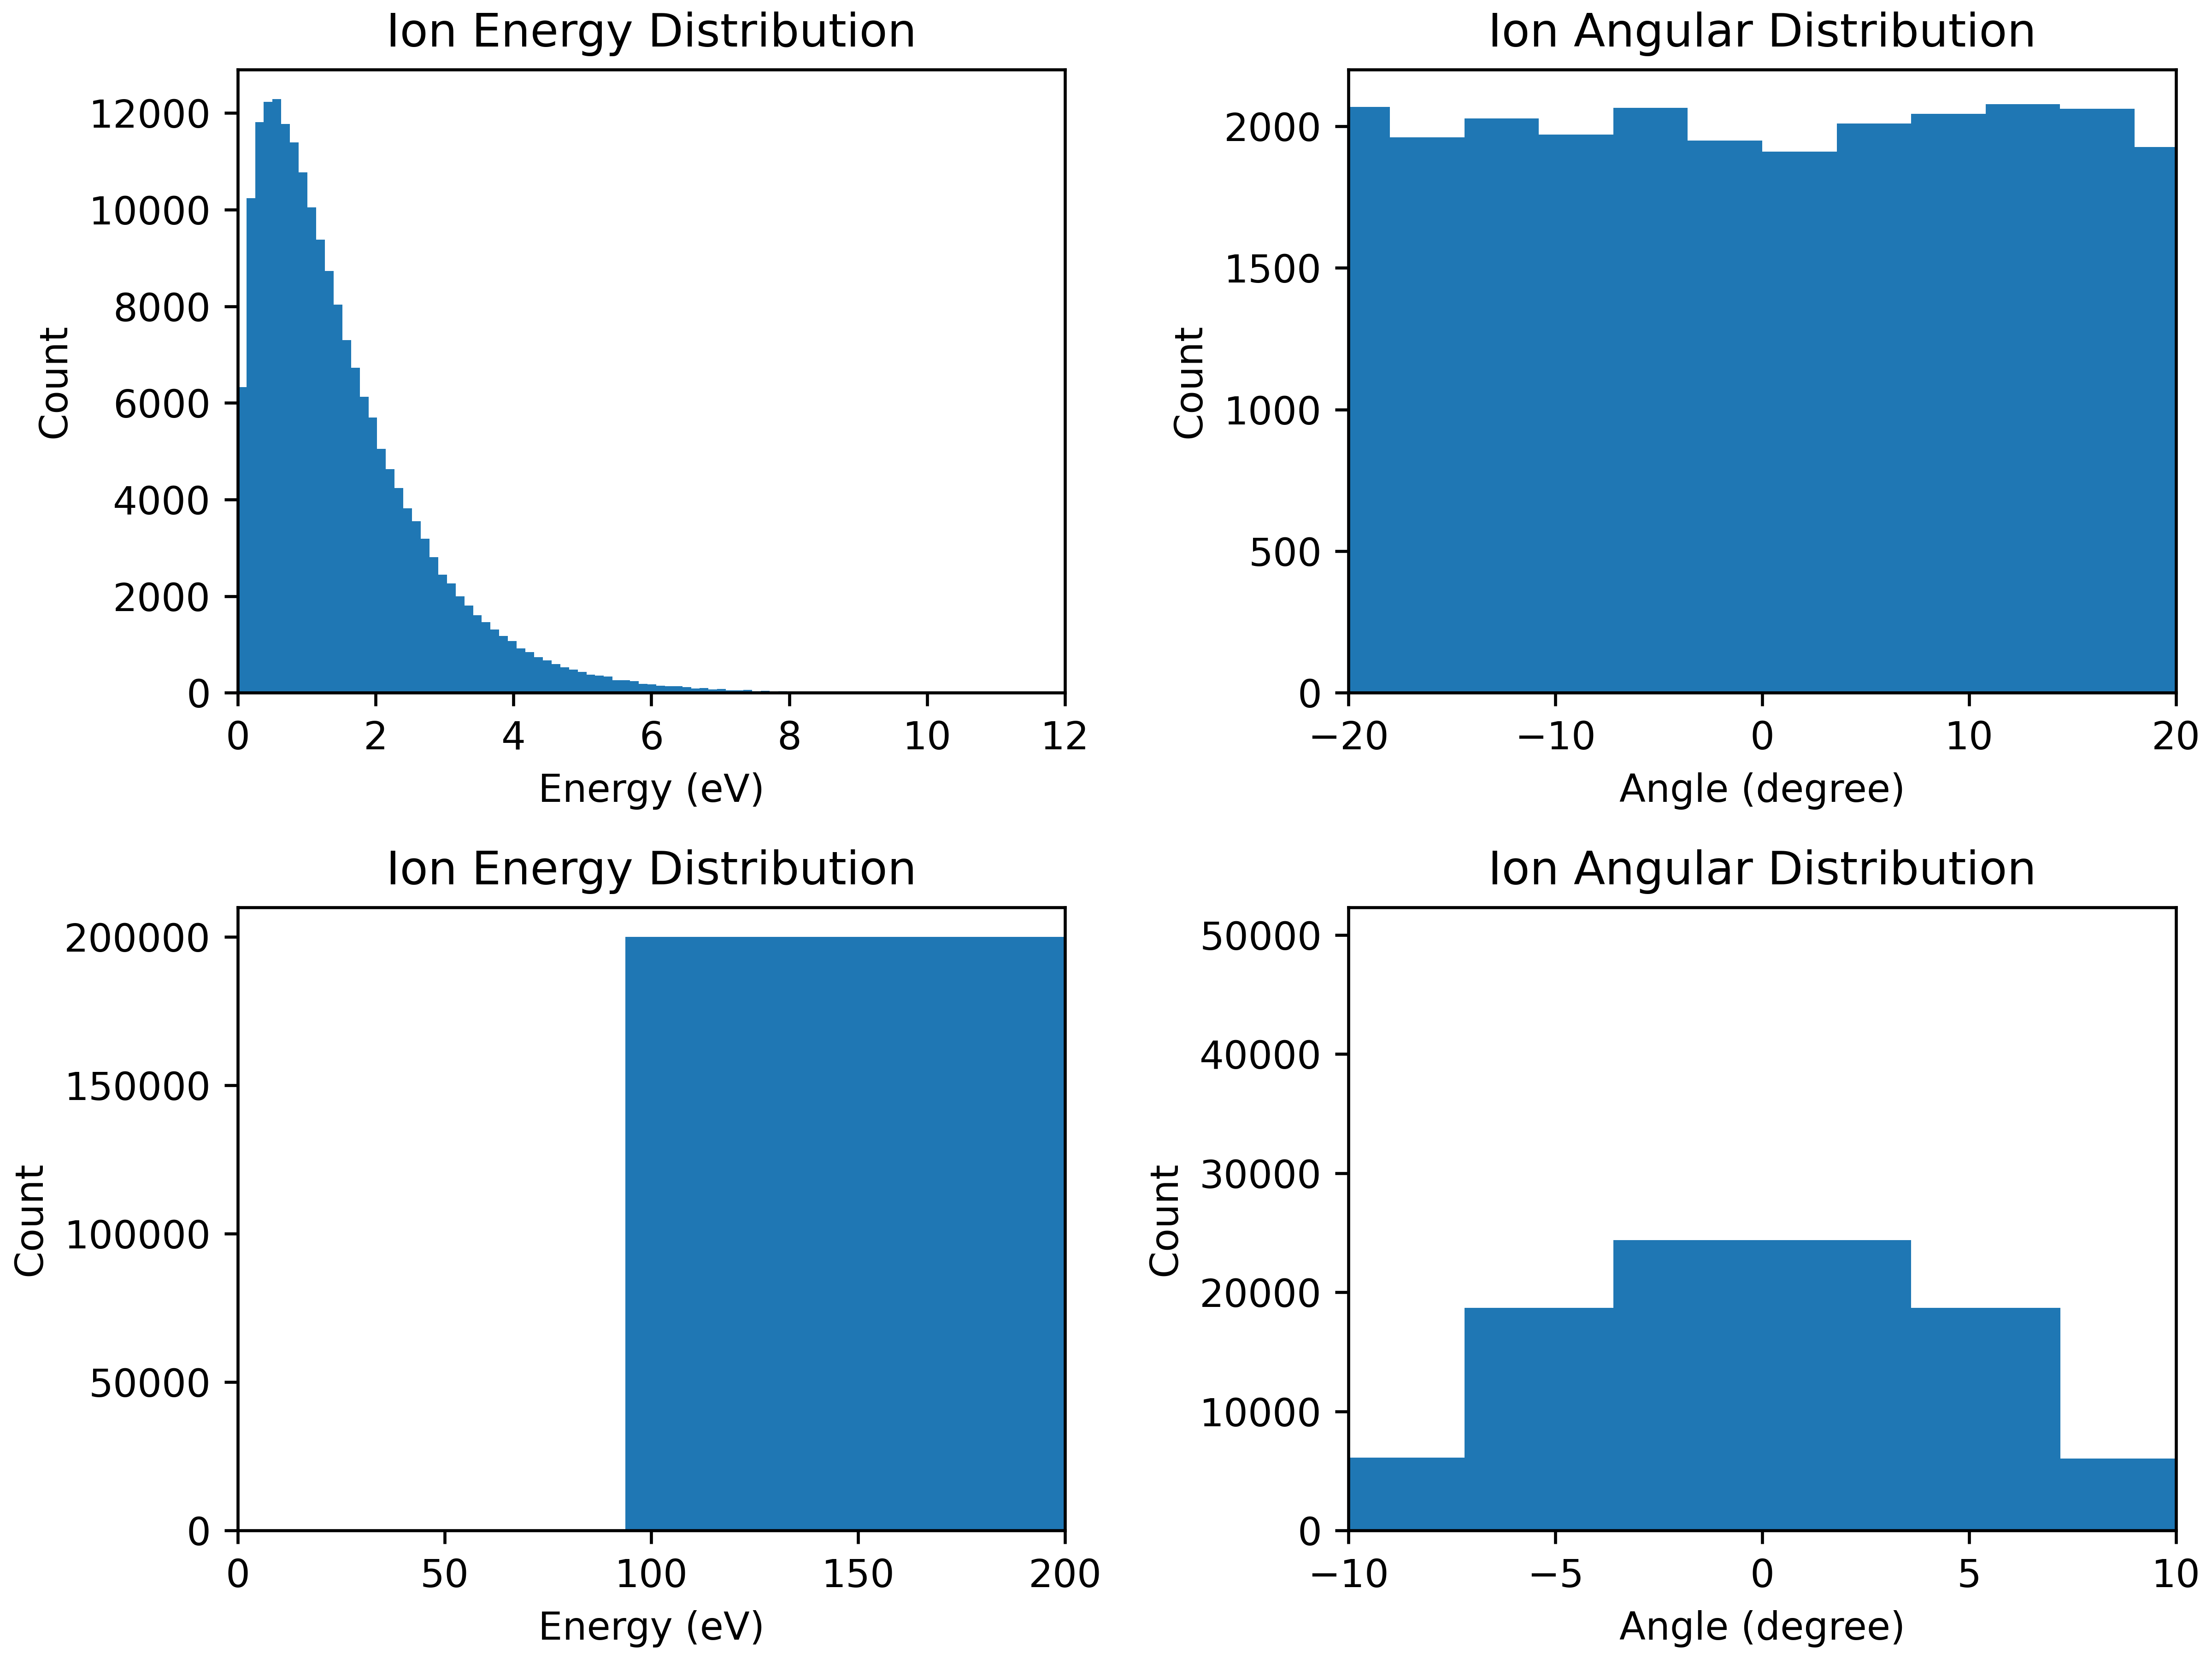 Ion Energy Distribution
12000
10000
8000
6000
4000
2000
0
Count
0 2 4 6 8 10 12
Energy (eV)
Ion Angular Distribution
2000
1500
1000
500
0
Count
−20 −10 0 10 20
Angle (degree)
Ion Energy Distribution
200000
150000
100000
50000
0
Count
0 50 100 150 200
Energy (eV)
Ion Angular Distribution
50000
40000
30000
20000
10000
0
Count
−10 −5 0 5 10
Angle (degree)